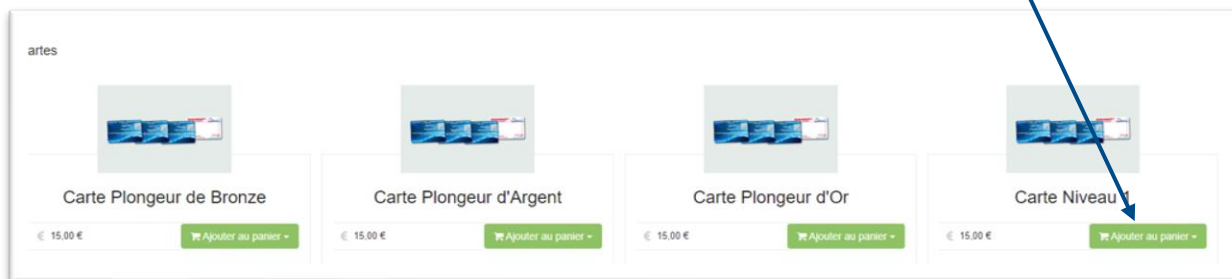 artes
Carte Plongeur de Bronze
€ 15,00 €
Ajouter au panier
Carte Plongeur d'Argent
€ 15,00 €
Ajouter au panier
Carte Plongeur d'Or
€ 15,00 €
Ajouter au panier
Carte Niveau 1
€ 15,00 €
Ajouter au panier